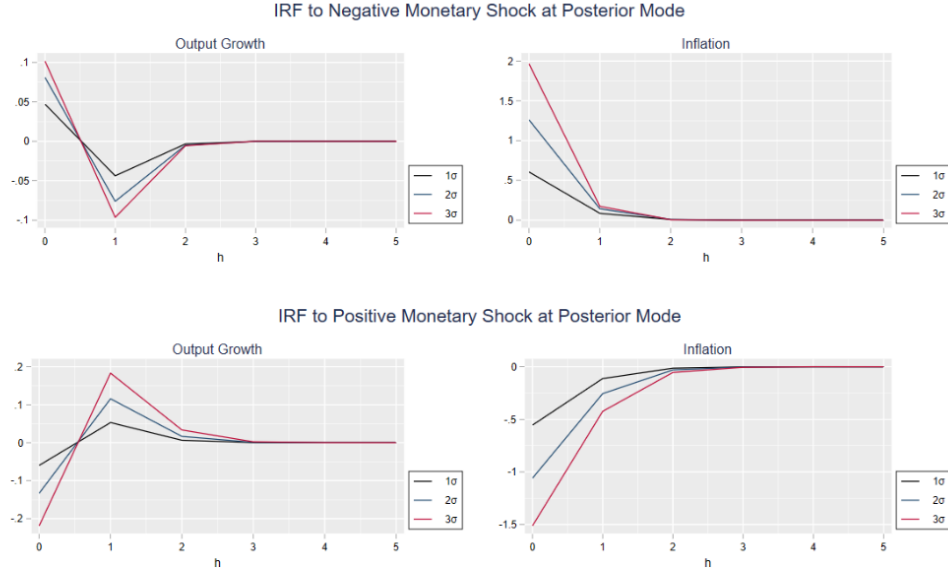 IRF to Negative Monetary Shock at Posterior Mode
Output Growth
.1
.05
0
-.05
-.1
0 1 2 3 4 5
h
1σ
2σ
3σ
Inflation
2
1.5
1
.5
0
0 1 2 3 4 5
h
1σ
2σ
3σ
IRF to Positive Monetary Shock at Posterior Mode
Output Growth
.2
.1
0
-.1
-.2
0 1 2 3 4 5
h
1σ
2σ
3σ
Inflation
0
-.5
-1
-1.5
0 1 2 3 4 5
h
1σ
2σ
3σ